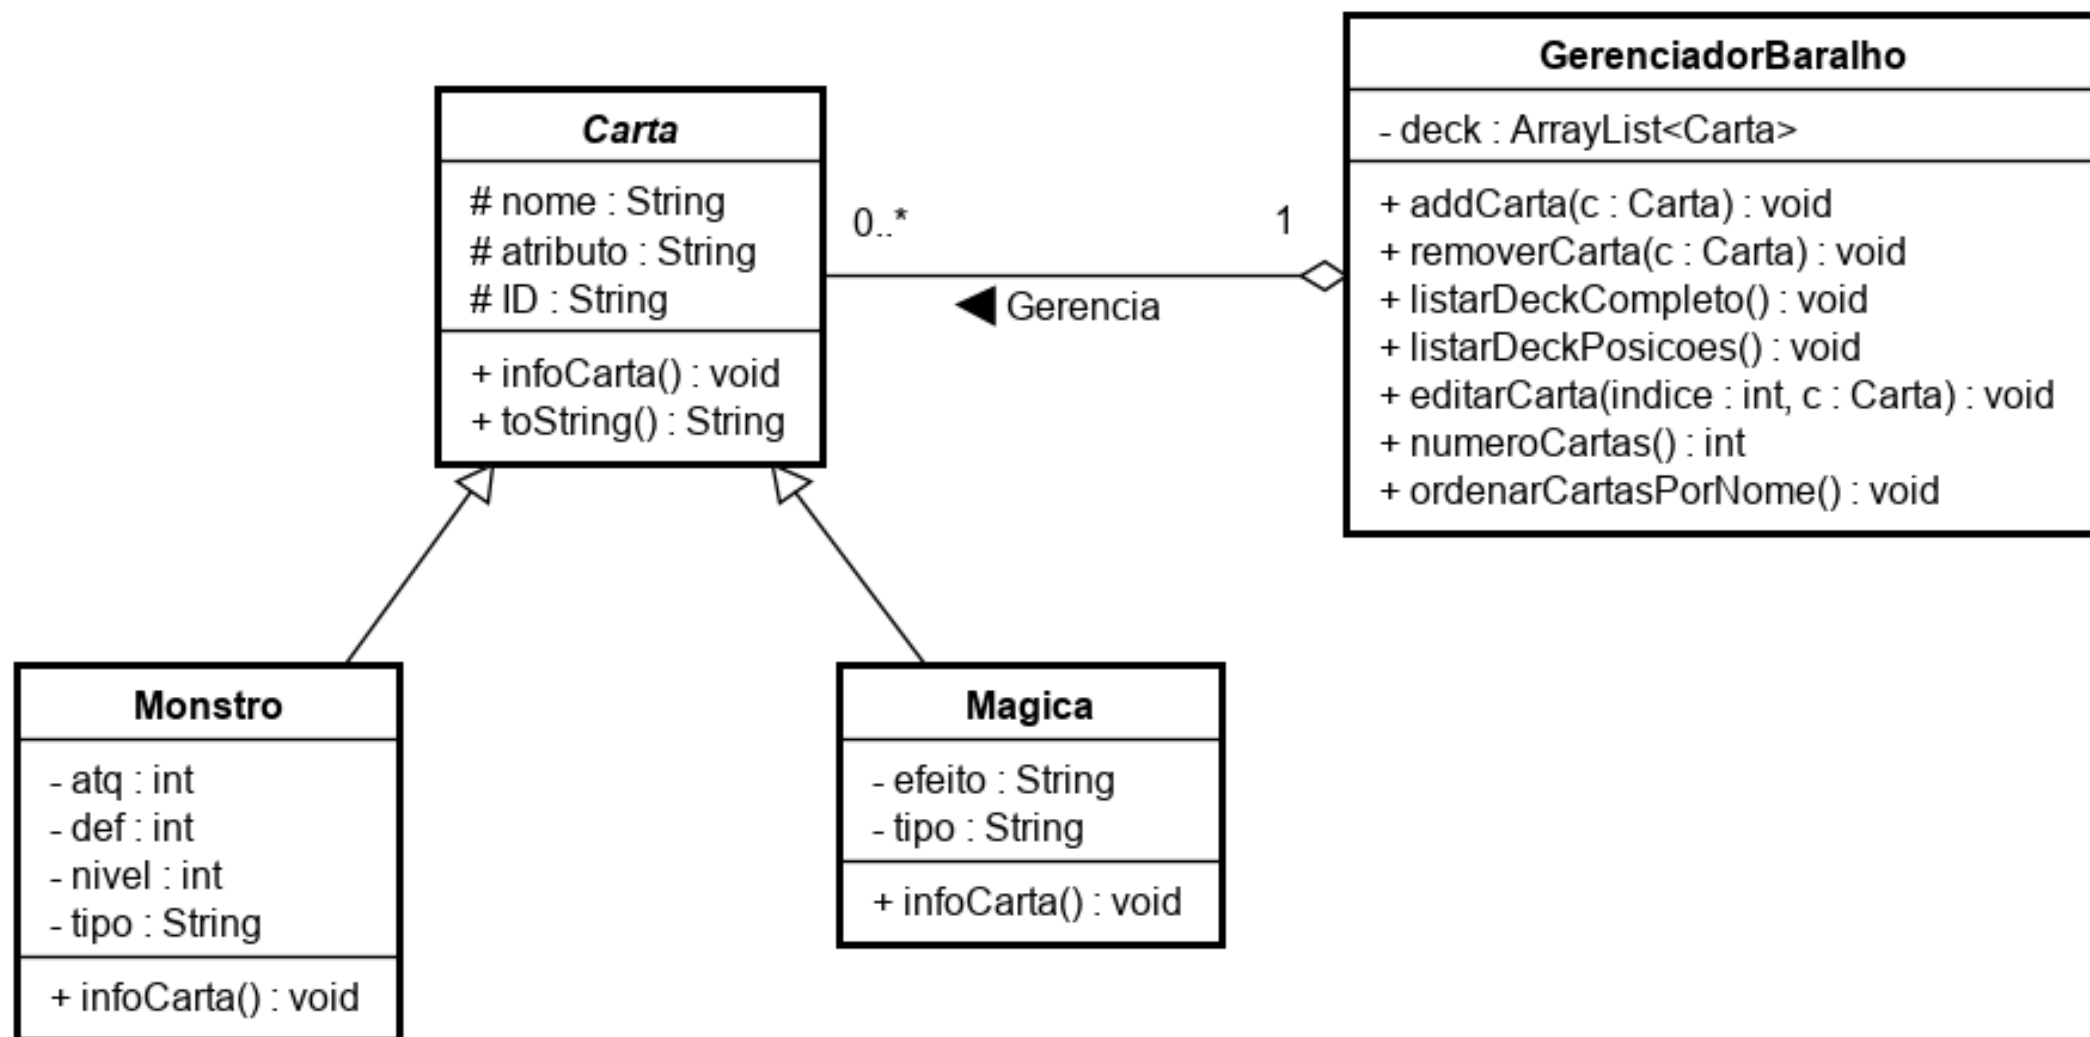 Carta
# nome : String
# atributo : String
# ID : String
+ infoCarta() : void
+ toString() : String
0..*
1
Gerencia
GerenciadorBaralho
- deck : ArrayList<Carta>
+ addCarta(c : Carta) : void
+ removerCarta(c : Carta) : void
+ listarDeckCompleto() : void
+ listarDeckPosicoes() : void
+ editarCarta(indice : int, c : Carta) : void
+ numeroCartas() : int
+ ordenarCartasPorNome() : void
Monstro
- atq : int
- def : int
- nivel : int
- tipo : String
+ infoCarta() : void
Magica
- efeito : String
- tipo : String
+ infoCarta() : void